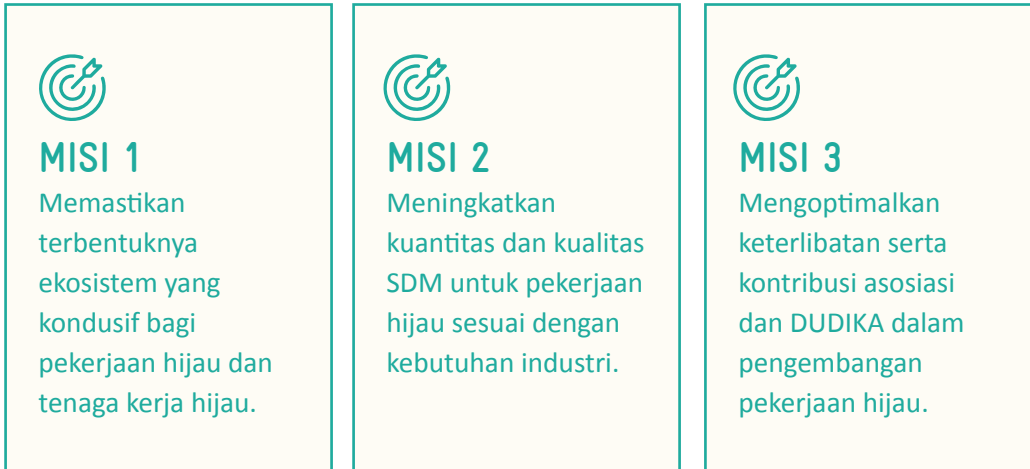 MISI 1
Memastikan
terbentuknya
ekosistem yang
kondusif bagi
pekerjaan hijau dan
tenaga kerja hijau.
MISI 2
Meningkatkan
kuantitas dan kualitas
SDM untuk pekerjaan
hijau sesuai dengan
kebutuhan industri.
MISI 3
Mengoptimalkan
keterlibatan serta
kontribusi asosiasi
dan DUDIKA dalam
pengembangan
pekerjaan hijau.